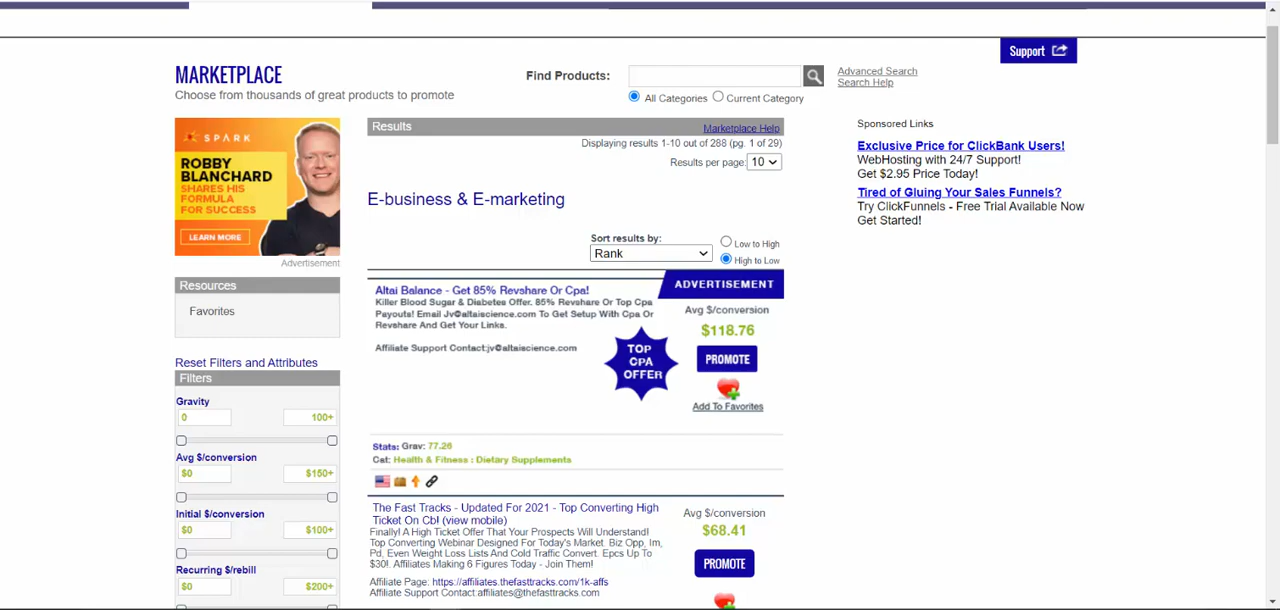 Support
MARKETPLACE
Choose from thousands of great products to promote
Find Products:
Advanced Search
Search Help
All Categories
Current Category
SPARK
ROBBY
BLANCHARD
SHARES HIS
FORMULA
FOR SUCCESS
LEARN MORE
Advertisement
Resources
Favorites
Reset Filters and Attributes
Filters
Gravity
0 100+
Avg $/conversion
$0 $150+
Initial $/conversion
$0 $100+
Recurring $/rebill
$0 $200+
Results
Marketplace Help
Displaying results 1-10 out of 288 (pg. 1 of 29)
Results per page: 10
E-business & E-marketing
Sort results by:
Rank
Low to High
High to Low
ADVERTISEMENT
Altai Balance - Get 85% Revshare Or Cpa!
Killer Blood Sugar & Diabetes Offer. 85% Revshare Or Top Cpa
Payouts! Email Jv@altaiscience.com To Get Setup With Cpa Or
Revshare And Get Your Links.
Affiliate Support Contact:jv@altaiscience.com
TOP
CPA
OFFER
Avg $/conversion
$118.76
PROMOTE
Add To Favorites
Stats: Grav: 77.26
Cat: Health & Fitness : Dietary Supplements
The Fast Tracks - Updated For 2021 - Top Converting High
Ticket On Cb! (view mobile)
Finally! A High Ticket Offer That Your Prospects Will Understand!
Top Converting Webinar Designed For Today's Market. Biz Opp, Im,
Pd, Even Weight Loss Lists And Cold Traffic Convert. Epcs Up To
$30!. Affiliates Making 6 Figures Today - Join Them!
Affiliate Page: https://affiliates.thefasttracks.com/1k-affs
Affiliate Support Contact:affiliates@thefasttracks.com
Avg $/conversion
$68.41
PROMOTE
Sponsored Links
Exclusive Price for ClickBank Users!
WebHosting with 24/7 Support!
Get $2.95 Price Today!
Tired of Gluing Your Sales Funnels?
Try ClickFunnels - Free Trial Available Now
Get Started!